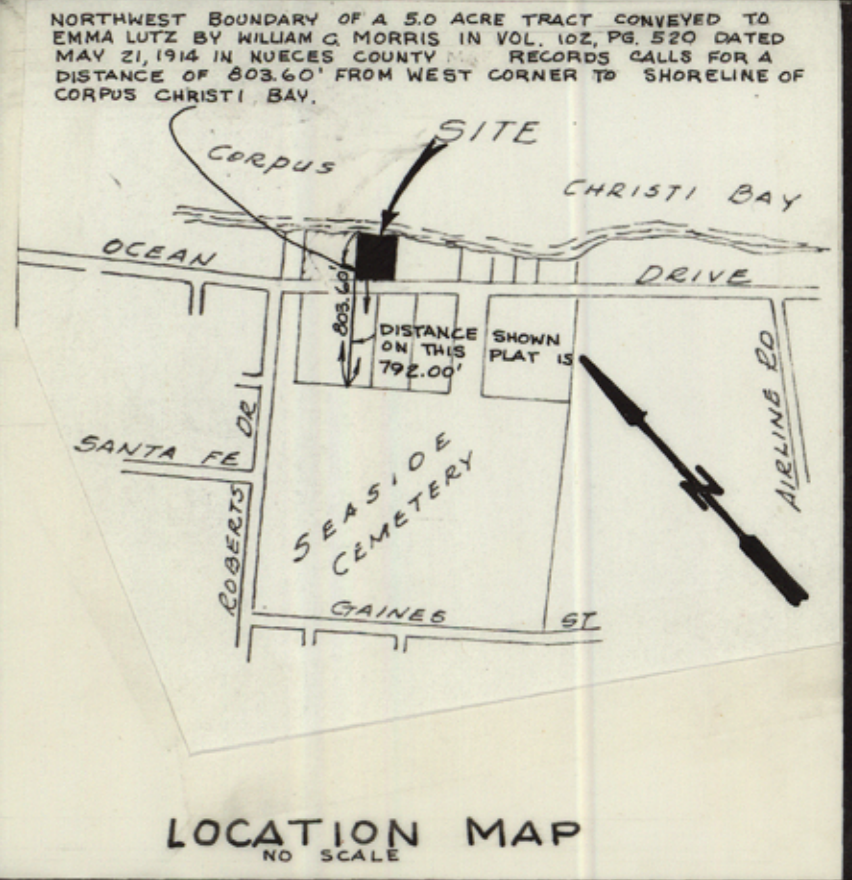 NORTHWEST BOUNDARY OF A 5.0 ACRE TRACT CONVEYED TO
EMMA LUTZ BY WILLIAM G. MORRIS IN VOL. 102, PG. 520 DATED
MAY 21, 1914 IN NUECES COUNTY RECORDS CALLS FOR A
DISTANCE OF 803.60' FROM WEST CORNER TO SHORELINE OF
CORPUS CHRISTI BAY.
SITE
CORPUS
CHRISTI BAY
OCEAN
DRIVE
803.60'
DISTANCE SHOWN
ON THIS PLAT IS
792.00'
AIRLINE RD
SANTA FE
ROBERTS DR
SEASIDE
CEMETERY
N
GAINES ST
LOCATION MAP
NO SCALE